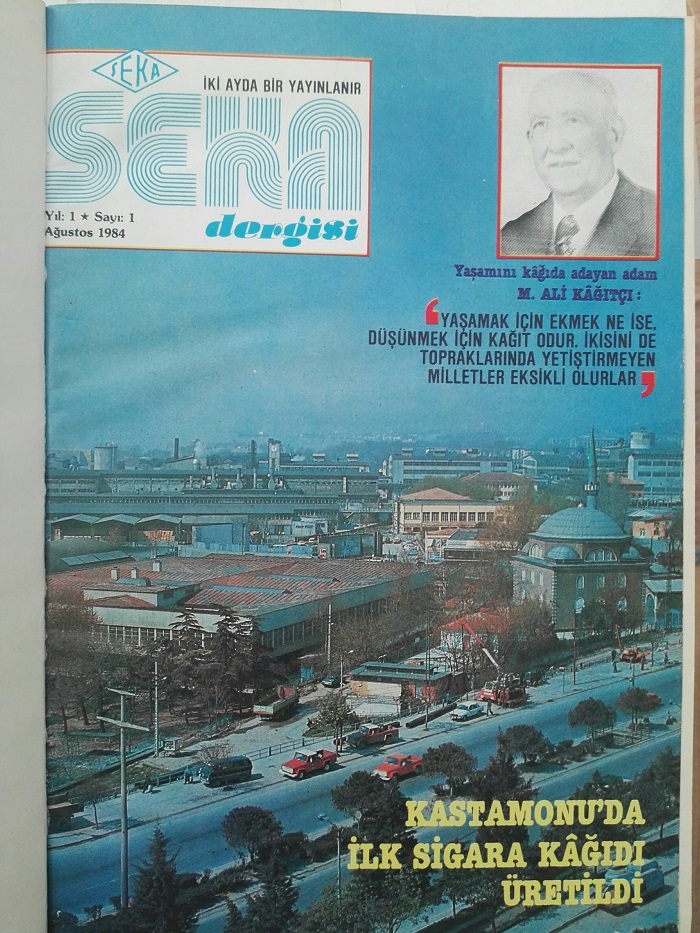 SEKA
İKİ AYDA BİR YAYINLANIR
SEKA
dergisi
Yıl: 1 ★ Sayı: 1
Ağustos 1984
Yaşamını kâğıda adayan adam
M. ALİ KÂĞITÇI :
❛YAŞAMAK İÇİN EKMEK NE İSE,
DÜŞÜNMEK İÇİN KAĞIT ODUR. İKİSİNİ DE
TOPRAKLARINDA YETİŞTİRMEYEN
MİLLETLER EKSİKLİ OLURLAR❜
KASTAMONU'DA
İLK SİGARA KÂĞIDI
ÜRETİLDİ